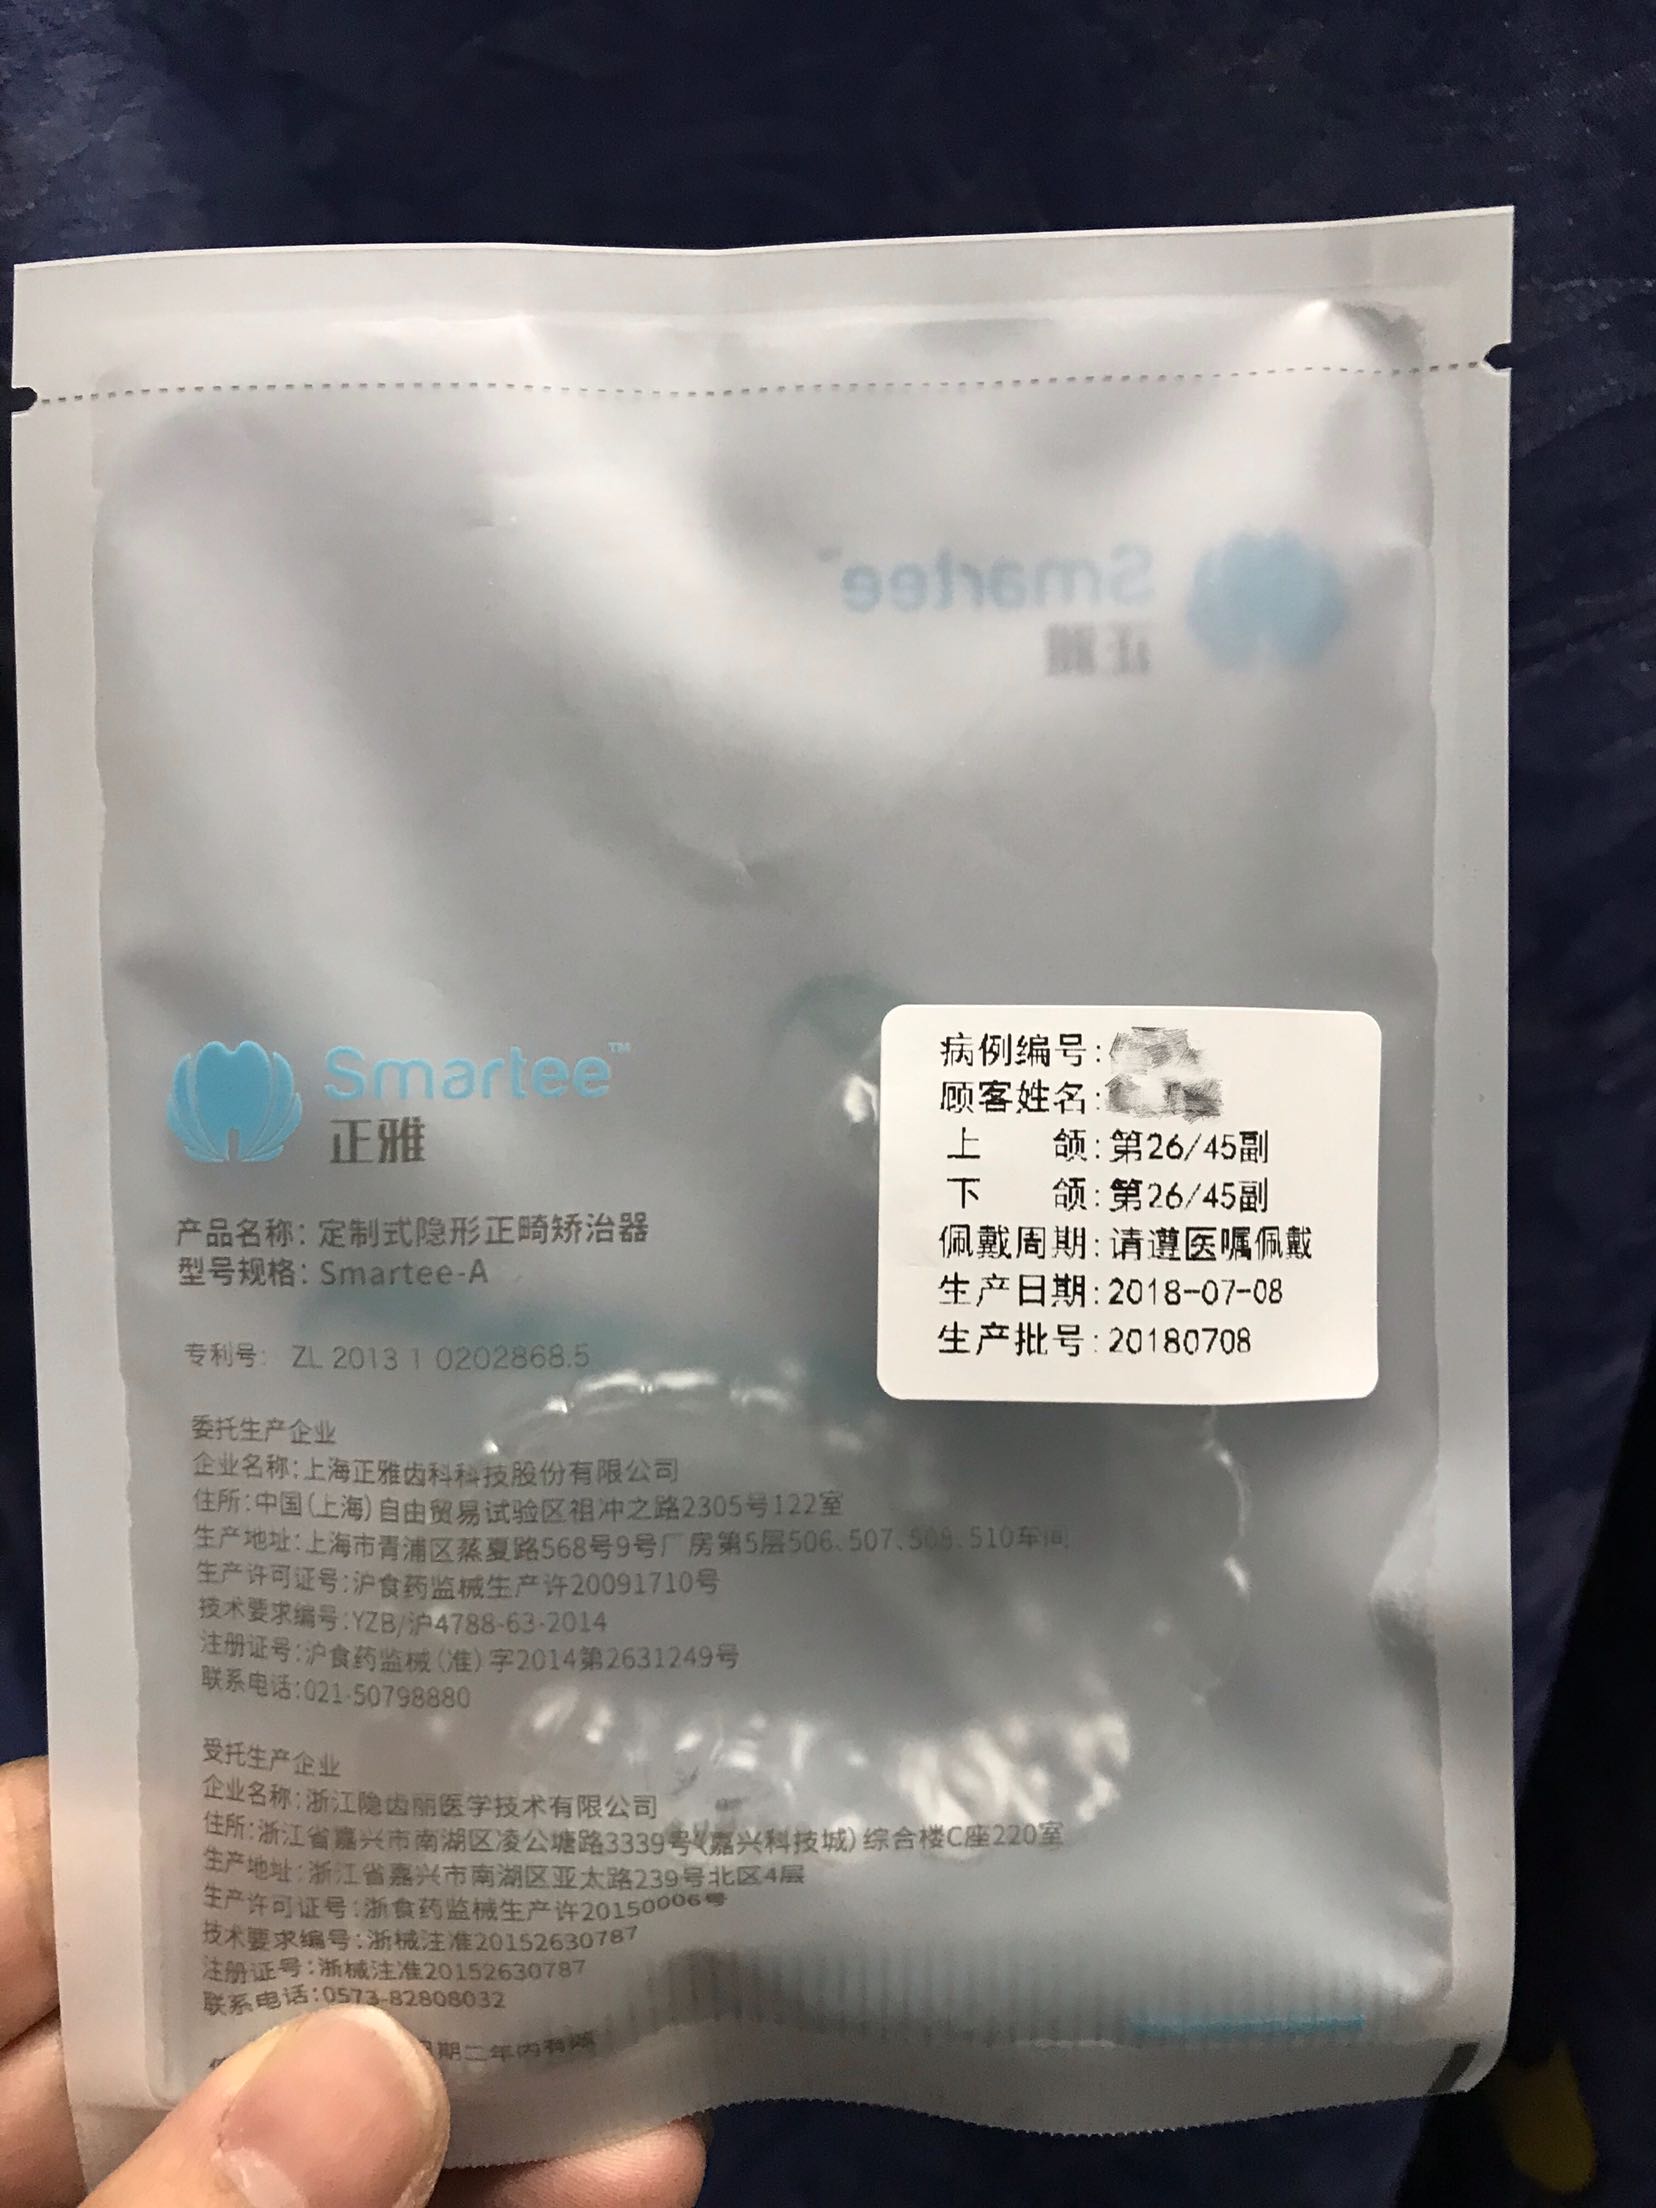 Smartee™
正雅
Smartee™
正雅
产品名称：定制式隐形正畸矫治器
型号规格：Smartee-A
专利号： ZL 2013 1 0202868.5
病例编号:
顾客姓名:
上 颌:第26/45副
下 颌:第26/45副
佩戴周期:请遵医嘱佩戴
生产日期:2018-07-08
生产批号:20180708
委托生产企业
企业名称:上海正雅齿科科技股份有限公司
住所:中国(上海)自由贸易试验区祖冲之路2305号122室
生产地址:上海市青浦区蒸夏路568号9号厂房第5层506、507、508、510车间
生产许可证号:沪食药监械生产许20091710号
技术要求编号:YZB/沪4788-63-2014
注册证号:沪食药监械(准)字2014第2631249号
联系电话:021-50798880
受托生产企业
企业名称:浙江隐齿丽医学技术有限公司
住所:浙江省嘉兴市南湖区凌公塘路3339号(嘉兴科技城)综合楼C座220室
生产地址:浙江省嘉兴市南湖区亚太路239号北区4层
生产许可证号:浙食药监械生产许20150006号
技术要求编号:浙械注准20152630787
注册证号:浙械注准20152630787
联系电话:0573-82808032
期二年内有效